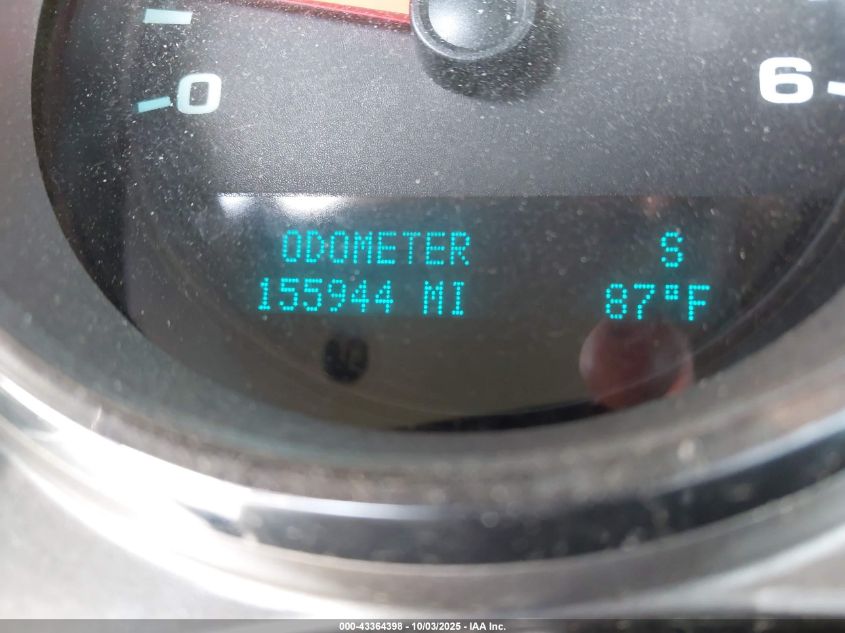 0 6
ODOMETER S
155944 MI 87°F
000-43364398 - 10/03/2025 - IAA Inc.